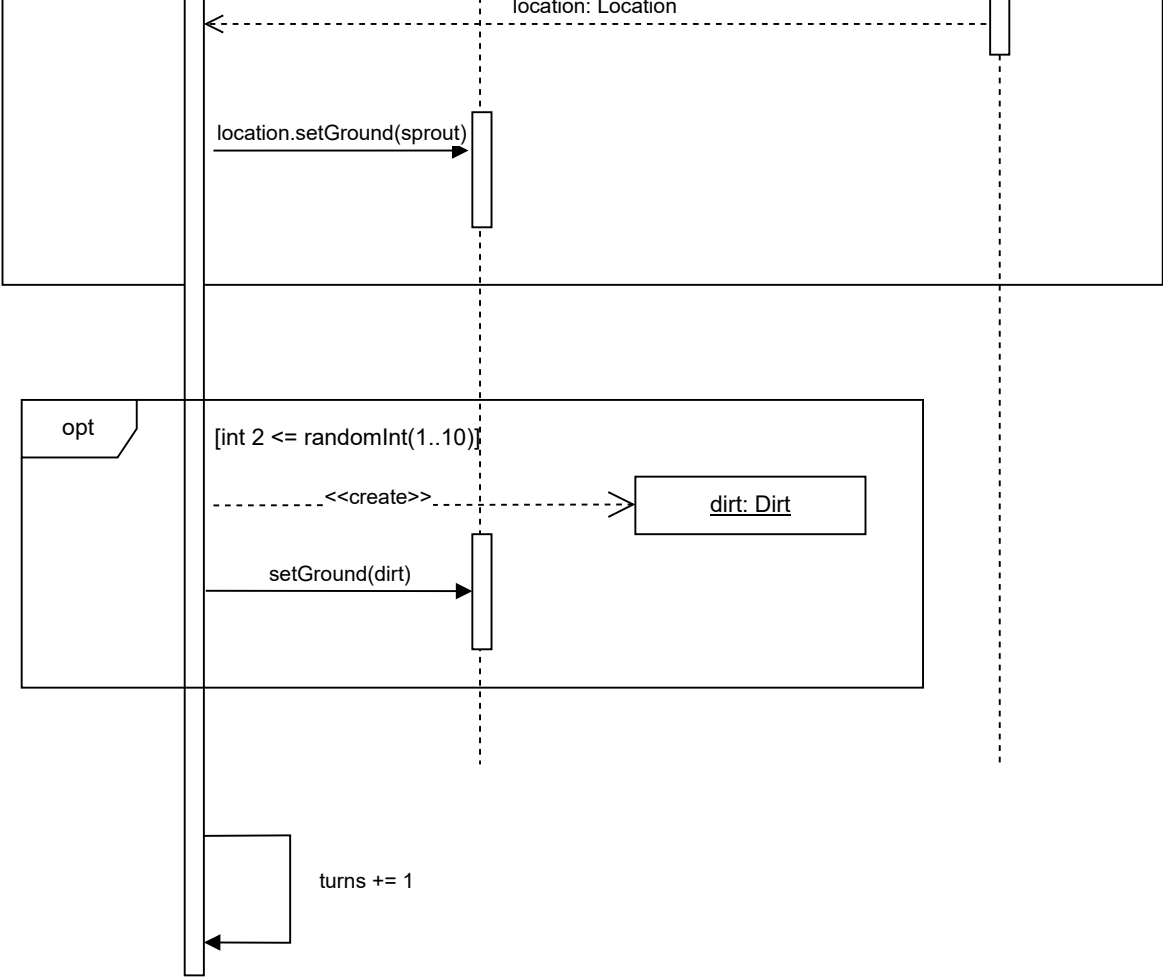 location: Location
location.setGround(sprout)
opt
[int 2 <= randomInt(1..10)]
<<create>>
dirt: Dirt
setGround(dirt)
turns += 1